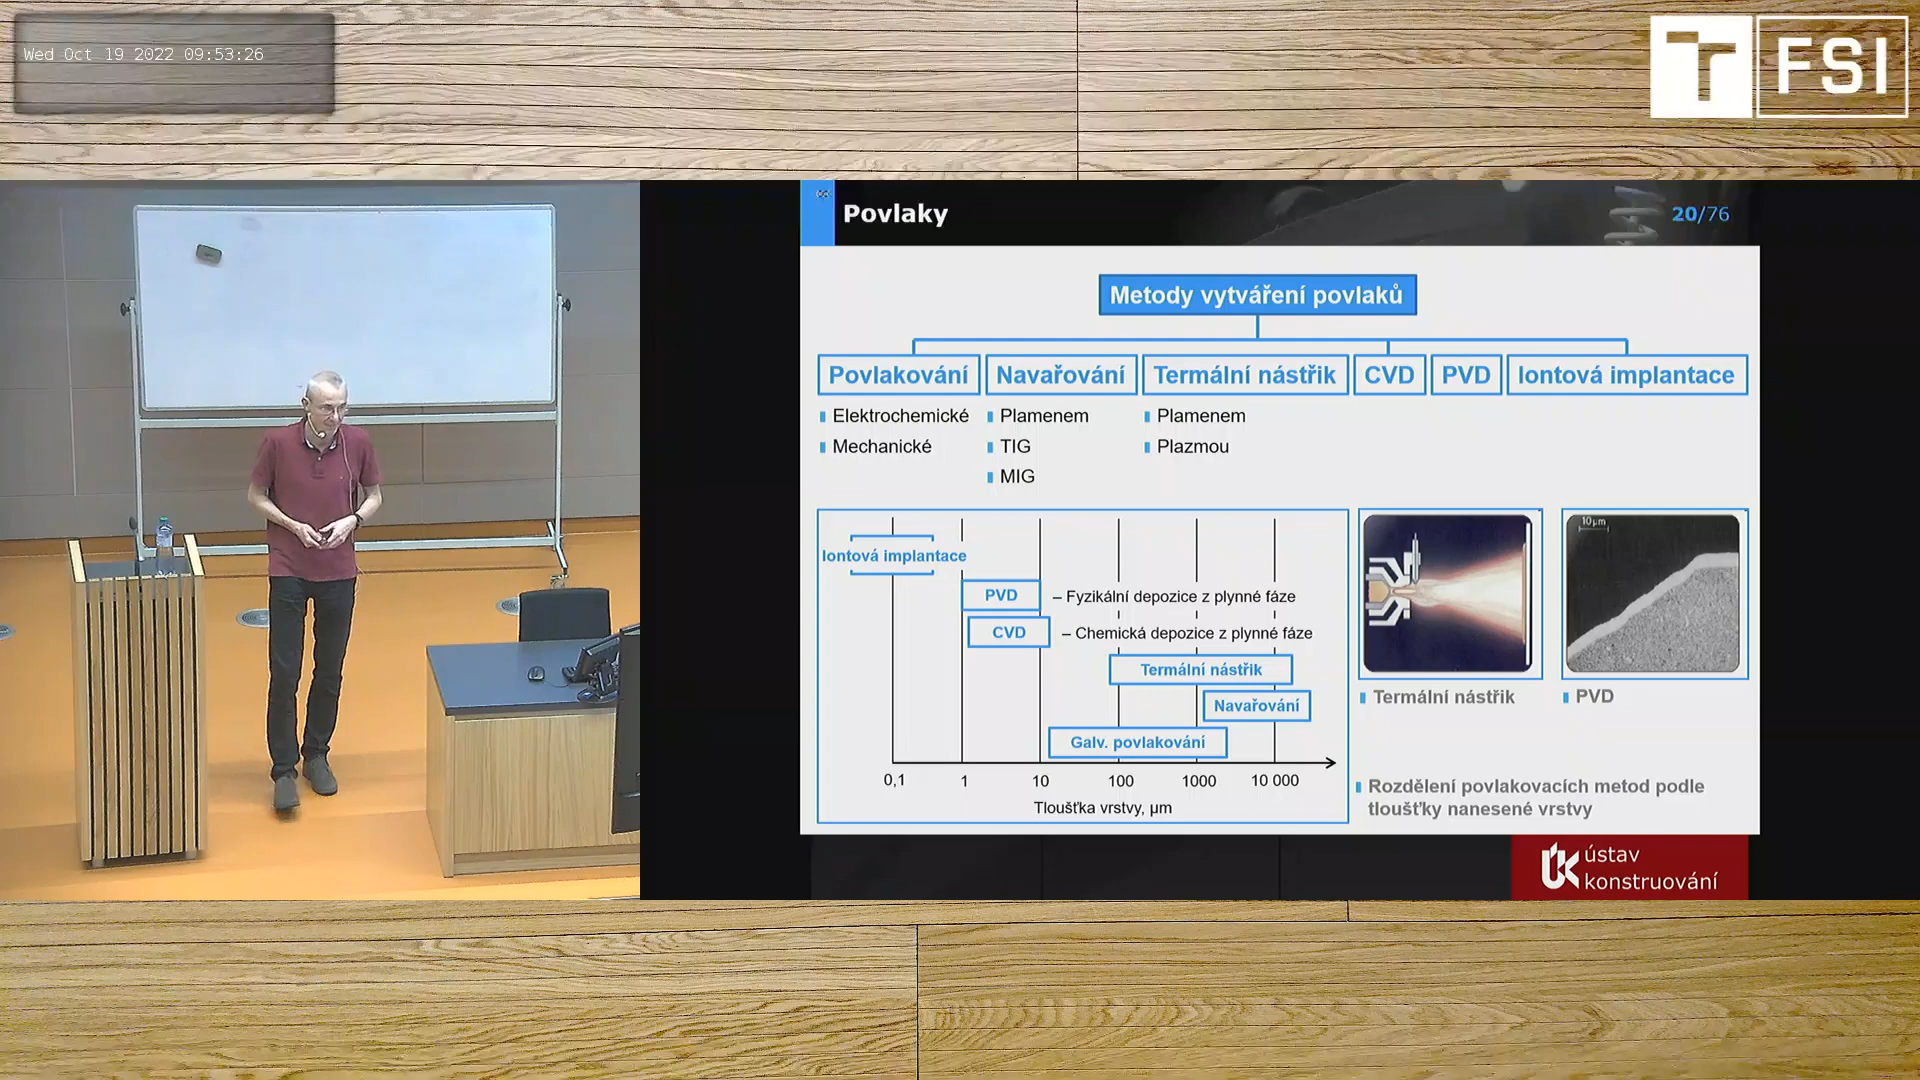 Wed Oct 19 2022 09:53:26
T FSI
Povlaky
20/76
Metody vytváření povlaků
Povlakování
Navařování
Termální nástřik
CVD
PVD
Iontová implantace
Elektrochemické
Mechanické
Plamenem
TIG
MIG
Plamenem
Plazmou
Iontová implantace
PVD
– Fyzikální depozice z plynné fáze
CVD
– Chemická depozice z plynné fáze
Termální nástřik
Navařování
Galv. povlakování
0,1 1 10 100 1000 10 000
Tloušťka vrstvy, µm
10µm
Termální nástřik
PVD
Rozdělení povlakovacích metod podle
tloušťky nanesené vrstvy
ÚK ústav
konstruování